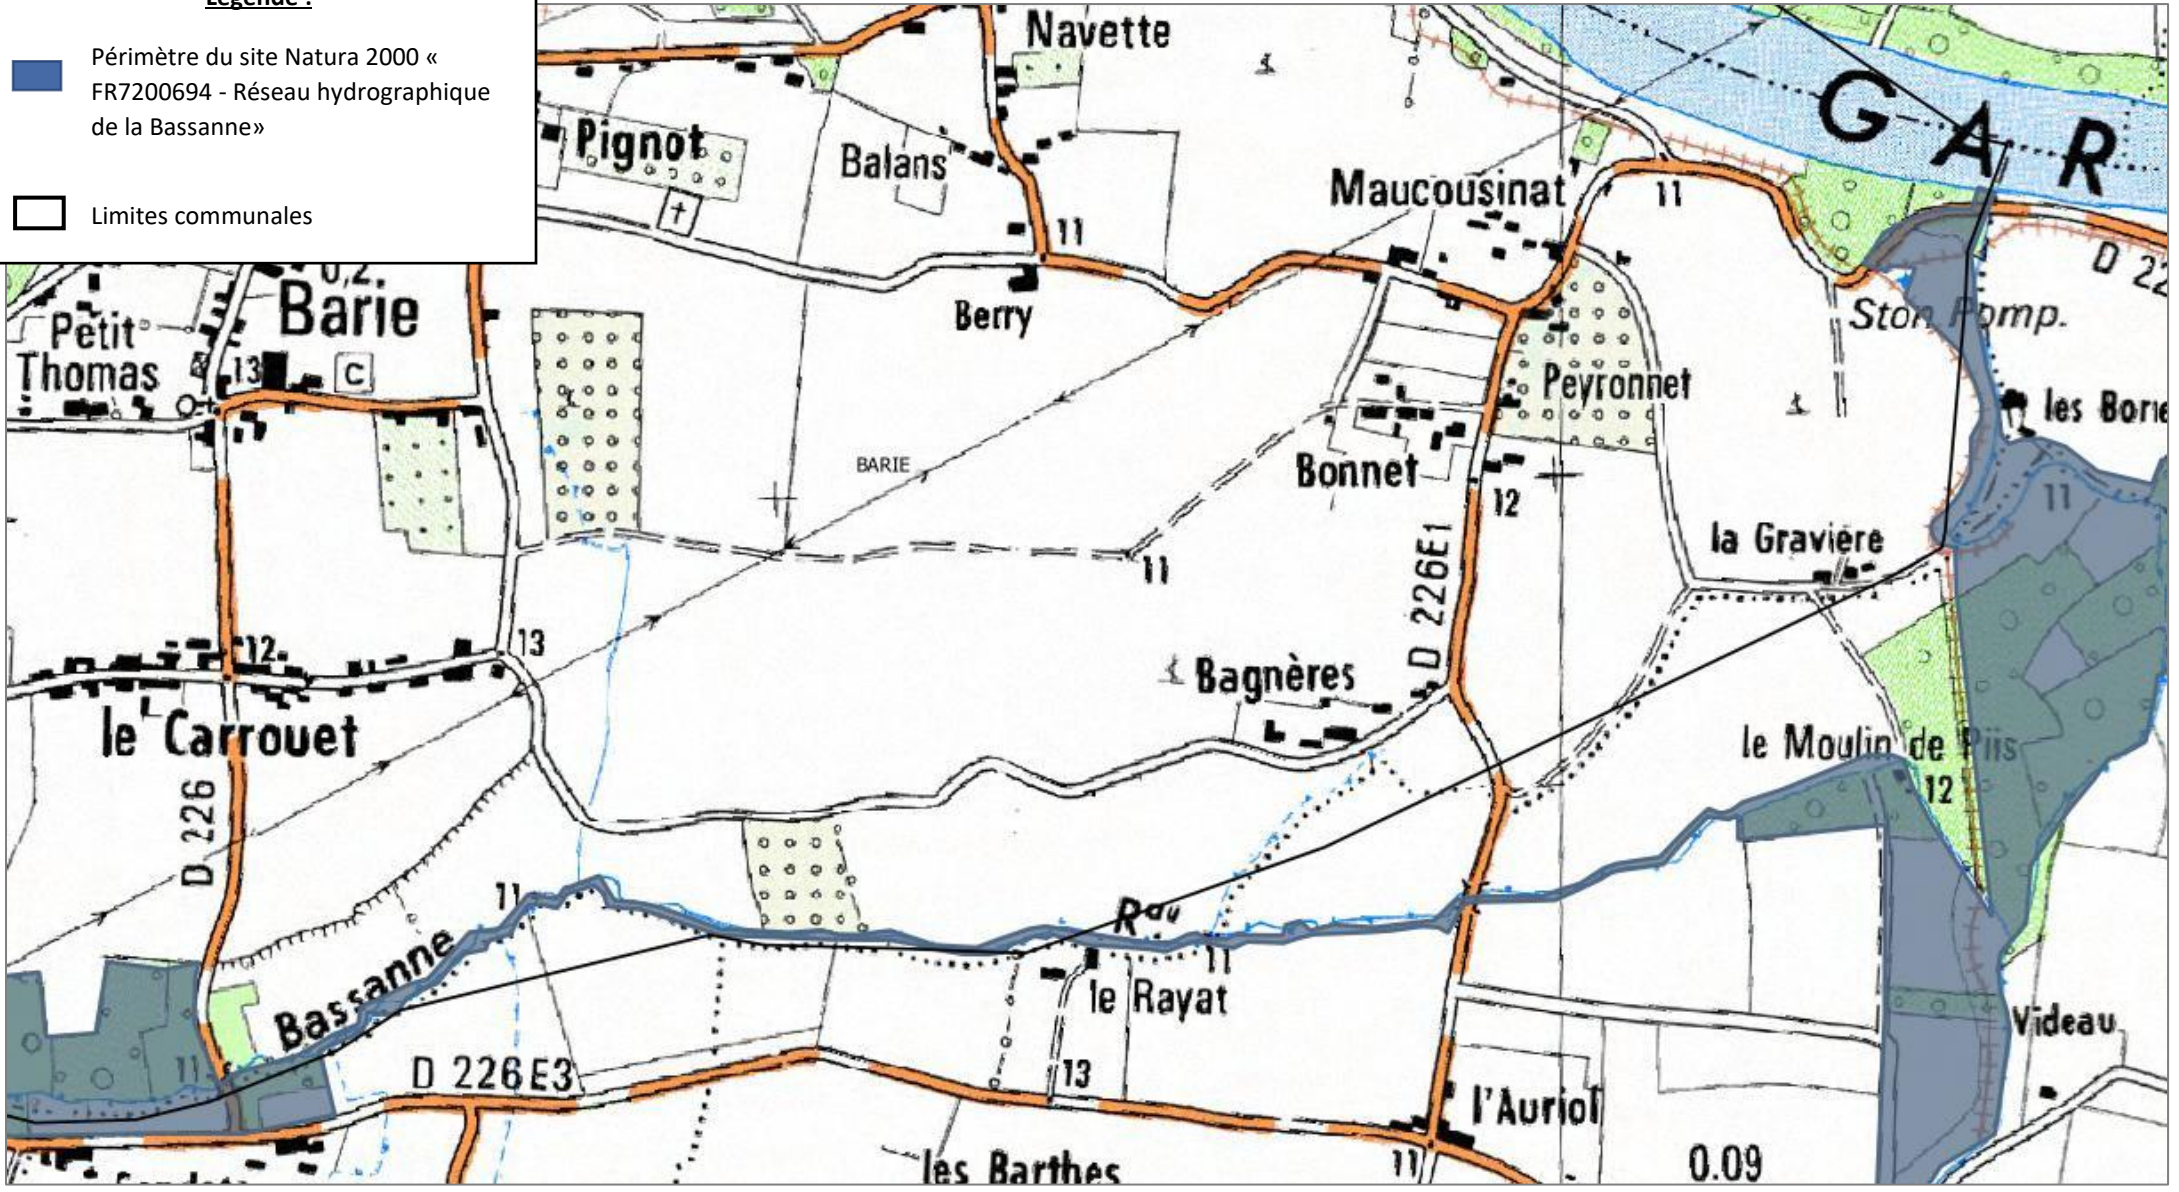 Légende :
Périmètre du site Natura 2000 «
FR7200694 - Réseau hydrographique
de la Bassanne»
Limites communales
Navette
GAR
Pignot
Balans
Maucousinat
11
11
D 22
0,2.
Barie
Berry
Ston Pomp.
Petit
Thomas
13
C
Peyronnet
les Borie
BARIE
Bonnet
12
11
la Gravière
11
D 226E1
12
13
Bagnères
le Carrouet
le Moulin de Piis
12
D 226
11
Bassanne
Rau
11
le Rayat
Videau
11
D 226E3
13
l'Auriol
les Barthes
11
0.09